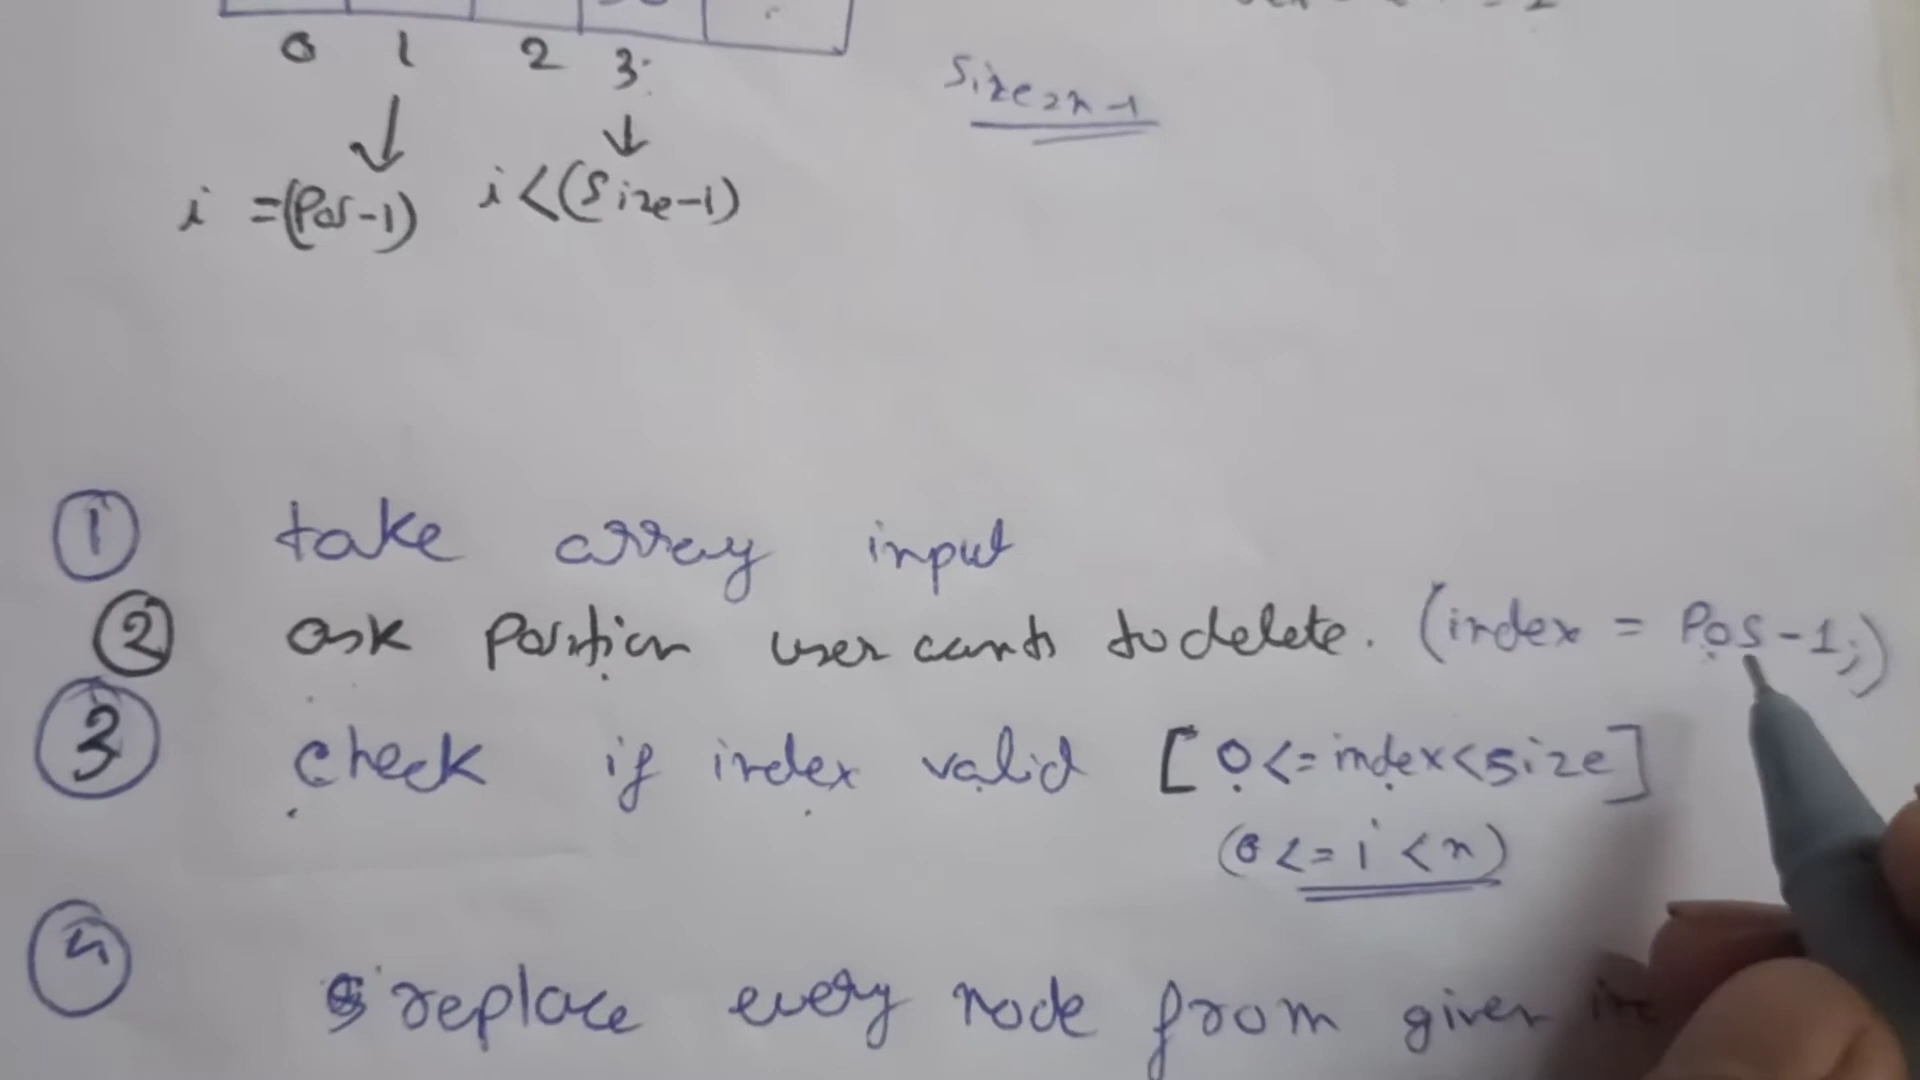 0 1 2 3
size=n-1
i =(Pos-1) i<(Size-1)
① take array input
② ask Position user wants to delete. (index = Pos-1;)
③ check if index valid [0<=index<size]
(0<=i<n)
④ replace every node from given